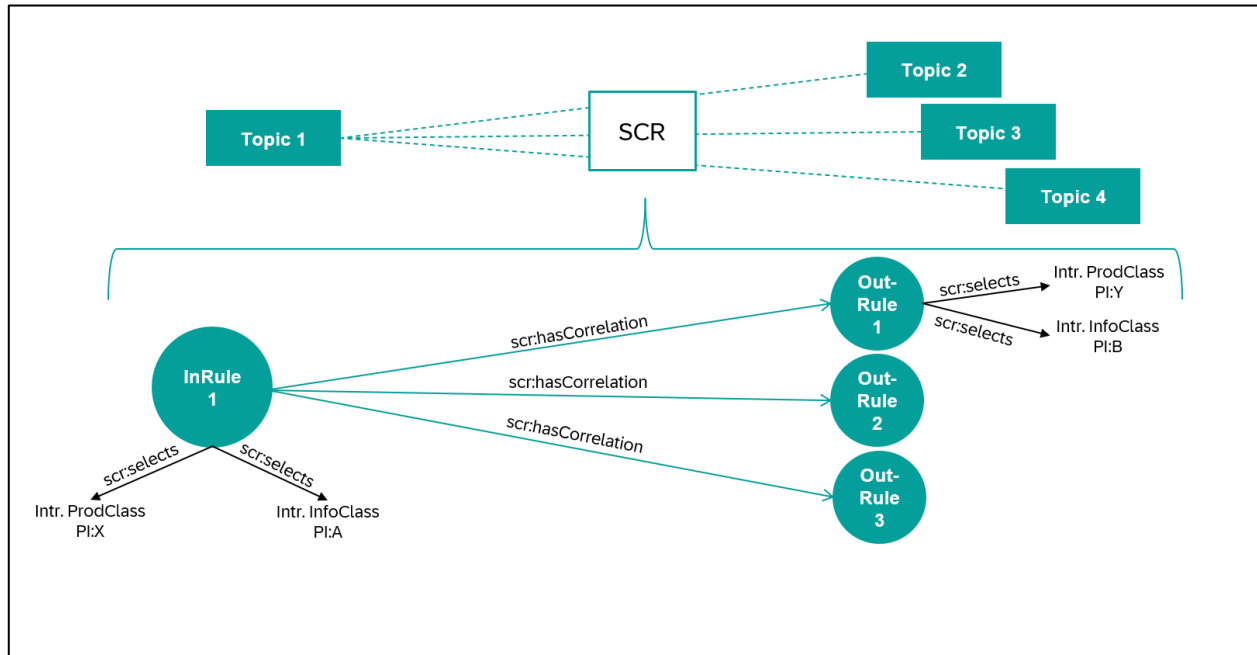 Topic 2
Topic 1
SCR
Topic 3
Topic 4
Out-
Rule
1
scr:selects
Intr. ProdClass
PI:Y
scr:selects
Intr. InfoClass
PI:B
scr:hasCorrelation
InRule
1
scr:hasCorrelation
Out-
Rule
2
scr:hasCorrelation
Out-
Rule
3
scr:selects
scr:selects
Intr. ProdClass
PI:X
Intr. InfoClass
PI:A